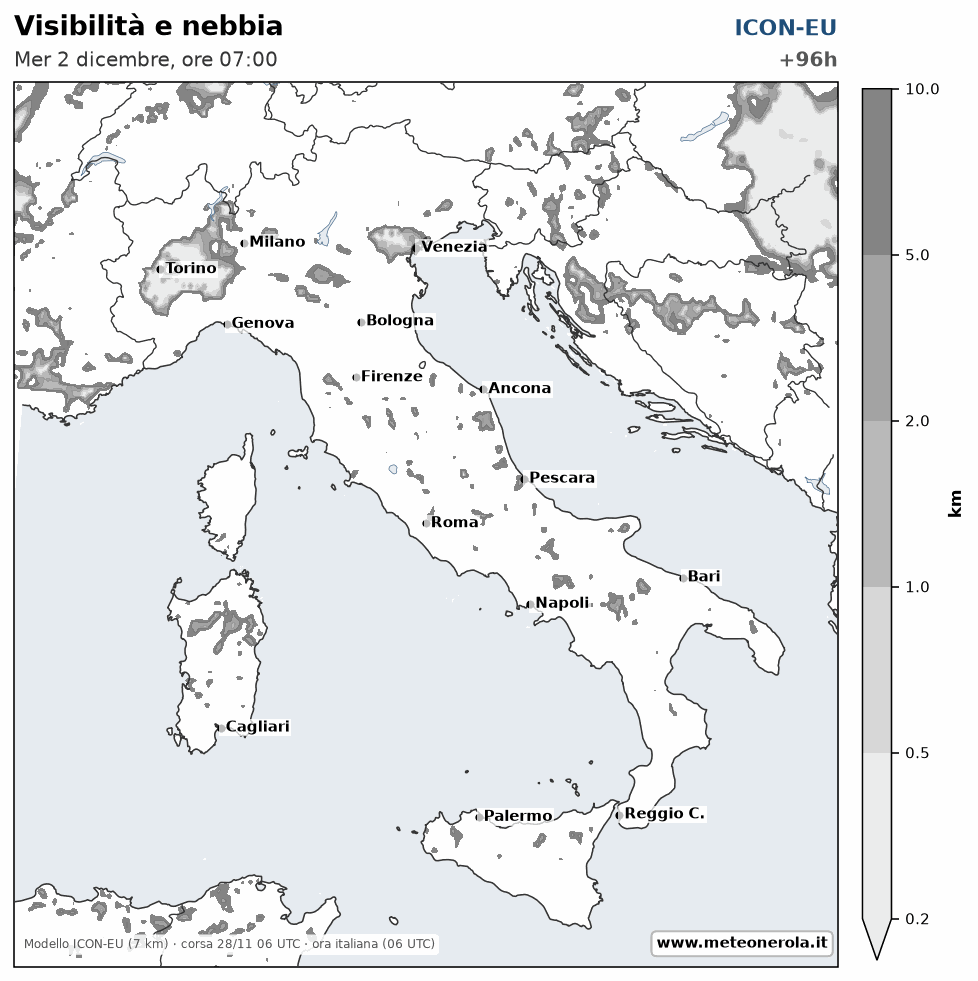 Visibilità e nebbia
ICON-EU
Mer 2 dicembre, ore 07:00
+96h
10.0
5.0
2.0
1.0
0.5
0.2
km
Milano
Venezia
Torino
Genova
Bologna
Firenze
Ancona
Pescara
Roma
Bari
Napoli
Cagliari
Palermo
Reggio C.
Modello ICON-EU (7 km) · corsa 28/11 06 UTC · ora italiana (06 UTC)
www.meteonerola.it